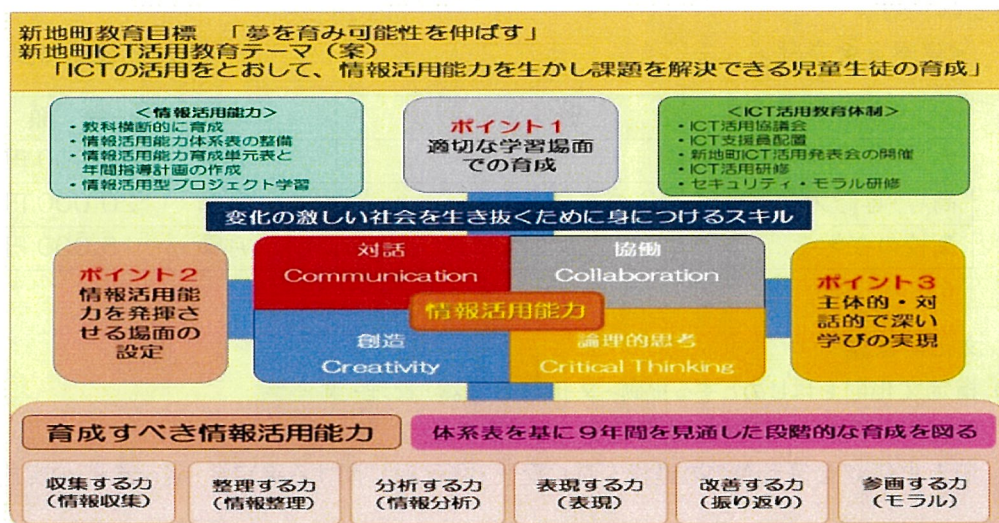 新地町教育目標 「夢を育み可能性を伸ばす」
新地町ICT活用教育テーマ(案)
「ICTの活用をとおして、情報活用能力を生かし課題を解決できる児童生徒の育成」
<情報活用能力>
・教科横断的に育成
・情報活用能力体系表の整備
・情報活用能力育成単元表と
年間指導計画の作成
・情報活用型プロジェクト学習
ポイント1
適切な学習場面
での育成
<ICT活用教育体制>
・ICT活用協議会
・ICT支援員配置
・新地町ICT活用発表会の開催
・ICT活用研修
・セキュリティ・モラル研修
変化の激しい社会を生き抜くために身につけるスキル
ポイント2
情報活用能
力を発揮さ
せる場面の
設定
対話
Communication
協働
Collaboration
情報活用能力
創造
Creativity
論理的思考
Critical Thinking
ポイント3
主体的・対
話的で深い
学びの実現
育成すべき情報活用能力
体系表を基に9年間を見通した段階的な育成を図る
収集する力
(情報収集)
整理する力
(情報整理)
分析する力
(情報分析)
表現する力
(表現)
改善する力
(振り返り)
参画する力
(モラル)